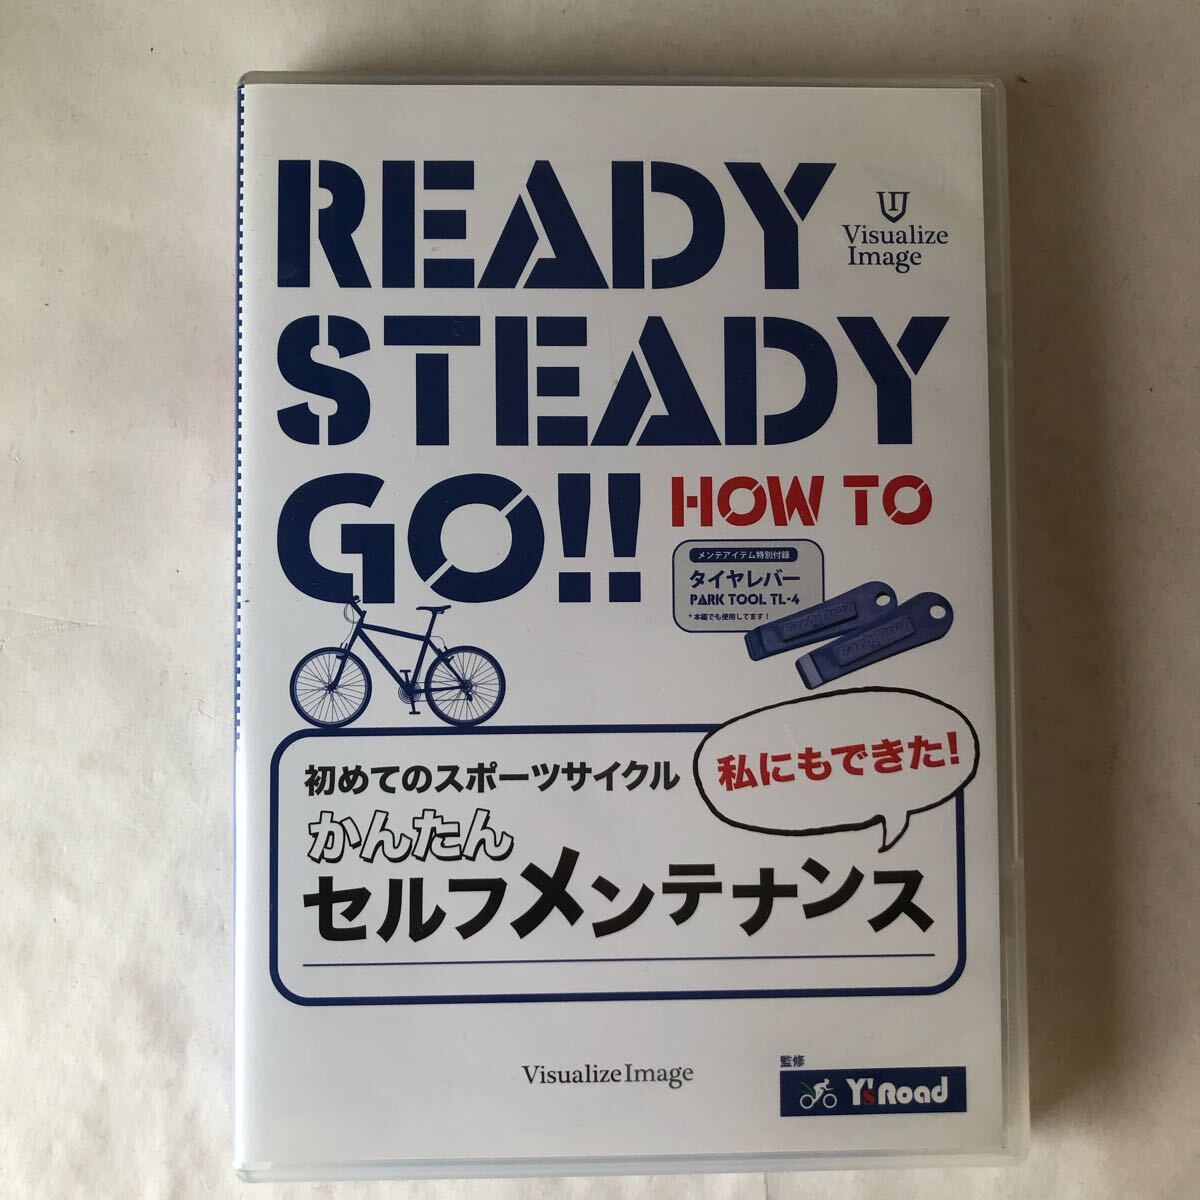 READY
Visualize
Image
STEADY
GO!!
HOW TO
メンテアイテム特別付録
タイヤレバー
PARK TOOL TL-4
*本編でも使用してます!
初めてのスポーツサイクル
私にもできた!
かんたん
セルフメンテナンス
Visualize Image
監修
Y'sRoad